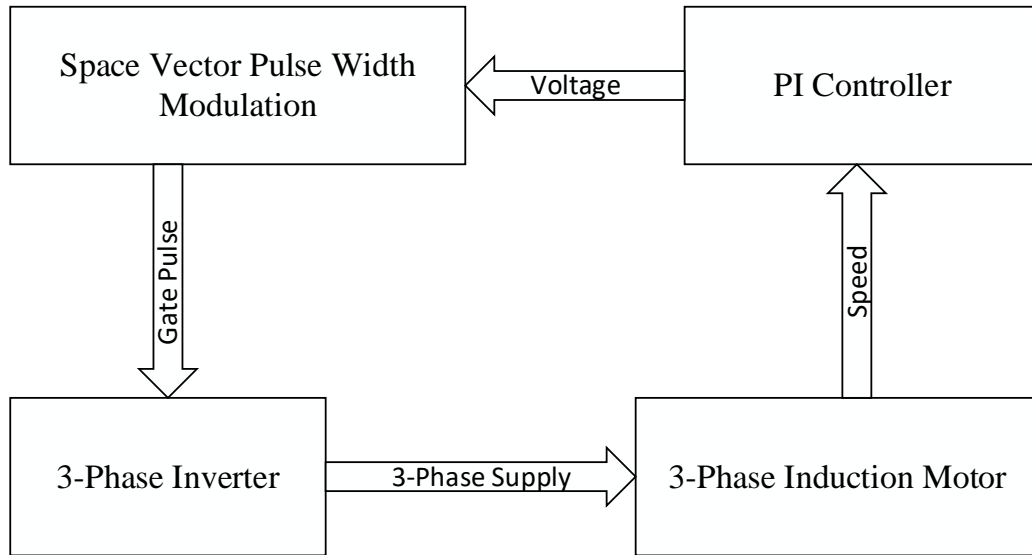 Space Vector Pulse Width
Modulation
Voltage
PI Controller
Gate Pulse
Speed
3-Phase Inverter
3-Phase Supply
3-Phase Induction Motor